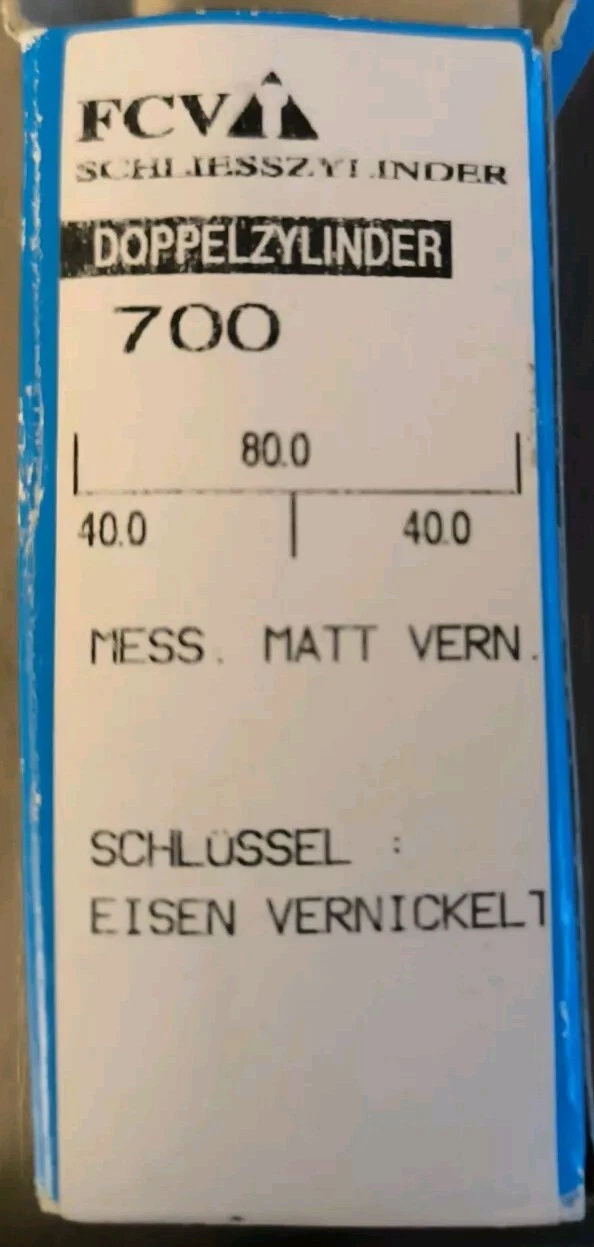 FCV
SCHLIESSZYLINDER
DOPPELZYLINDER
700
80.0
40.0 40.0
MESS. MATT VERN.
SCHLÜSSEL :
EISEN VERNICKELT